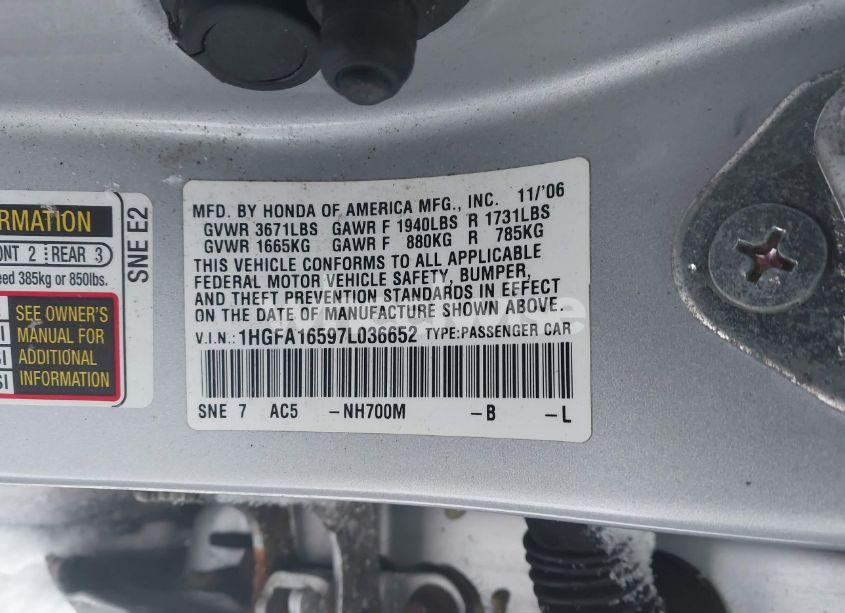 RMATION
ONT 2 REAR 3
eed 385kg or 850lbs.
SEE OWNER'S
MANUAL FOR
ADDITIONAL
INFORMATION
SI
SNE E2
MFD. BY HONDA OF AMERICA MFG., INC. 11/'06
GVWR 3671LBS GAWR F 1940LBS R 1731LBS
GVWR 1665KG GAWR F 880KG R 785KG
THIS VEHICLE CONFORMS TO ALL APPLICABLE
FEDERAL MOTOR VEHICLE SAFETY, BUMPER,
AND THEFT PREVENTION STANDARDS IN EFFECT
ON THE DATE OF MANUFACTURE SHOWN ABOVE.
V.I.N.: 1HGFA16597L036652 TYPE:PASSENGER CAR
SNE 7 AC5 -NH700M -B -L